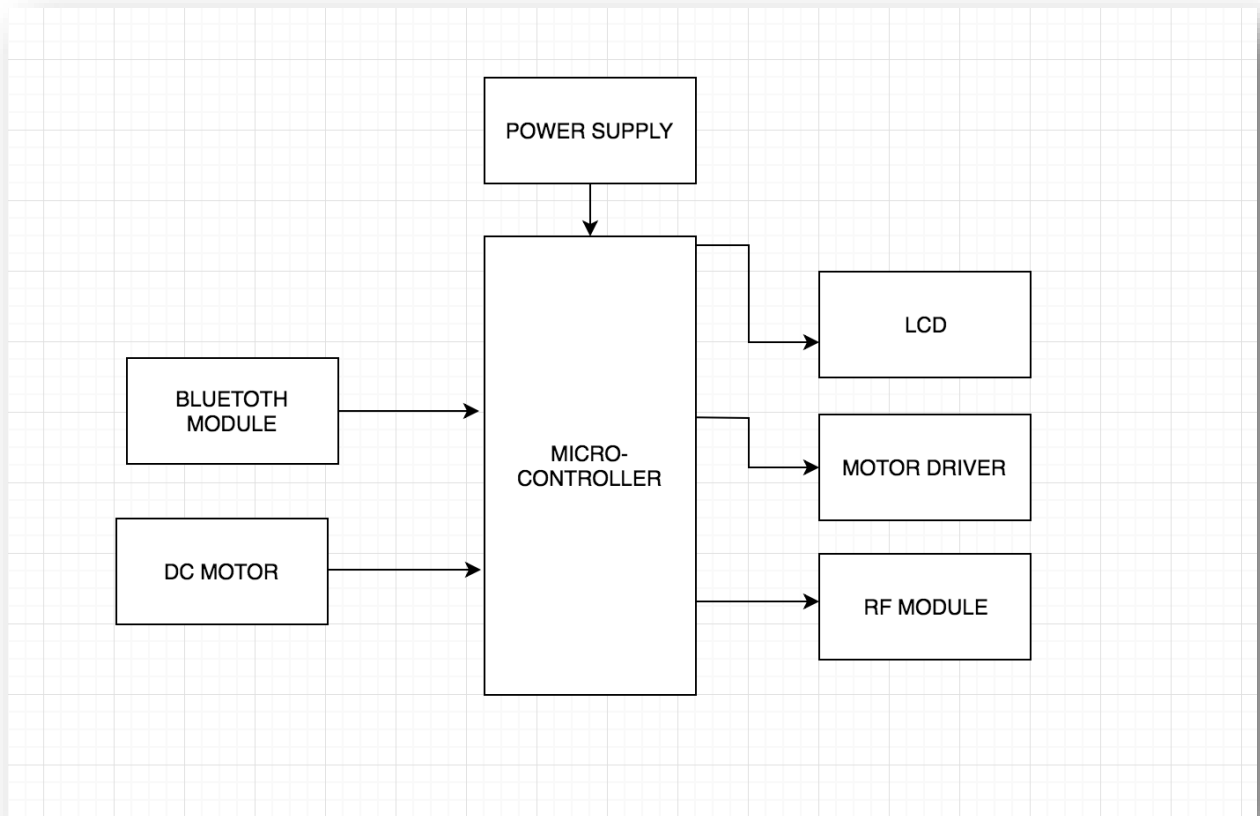 POWER SUPPLY
LCD
BLUETOTH
MODULE
MICRO-
CONTROLLER
MOTOR DRIVER
DC MOTOR
RF MODULE